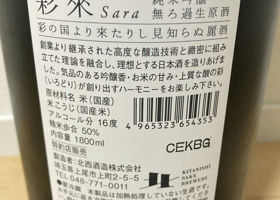 彩來 Sara
純米吟醸
無ろ過生原酒
彩の国より來たりし見知らぬ麗酒
創業より継承された高度な醸造技術と緻密に組み
立てた理論を融合し、理想とする日本酒を造りあげま
した。気品のある吟醸香・お米の甘み・上質な酸の彩
(いろどり)が創り出すハーモニーをお楽しみ下さい。
原材料名 米(国産)
米こうじ(国産米)
アルコール分 16度
精米歩合 50%
内容量 1800ml
特約店販売
4965323654353
CEKBG
製造者:北西酒造株式会社
埼玉県上尾市上町2-5-5
TEL:048-771-0011
KITANISHI
SAKE
BREWING